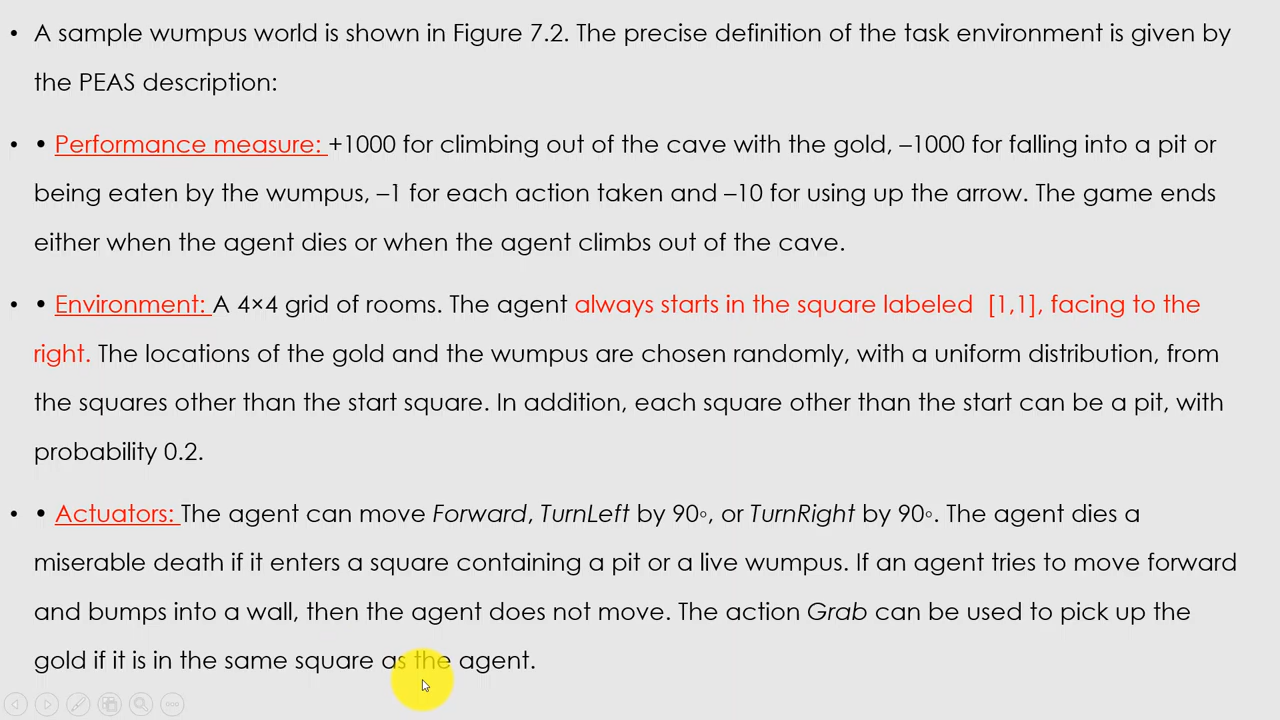 • A sample wumpus world is shown in Figure 7.2. The precise definition of the task environment is given by
the PEAS description:
• • Performance measure: +1000 for climbing out of the cave with the gold, –1000 for falling into a pit or
being eaten by the wumpus, –1 for each action taken and –10 for using up the arrow. The game ends
either when the agent dies or when the agent climbs out of the cave.
• • Environment: A 4×4 grid of rooms. The agent always starts in the square labeled [1,1], facing to the
right. The locations of the gold and the wumpus are chosen randomly, with a uniform distribution, from
the squares other than the start square. In addition, each square other than the start can be a pit, with
probability 0.2.
• • Actuators: The agent can move Forward, TurnLeft by 90◦, or TurnRight by 90◦. The agent dies a
miserable death if it enters a square containing a pit or a live wumpus. If an agent tries to move forward
and bumps into a wall, then the agent does not move. The action Grab can be used to pick up the
gold if it is in the same square as the agent.